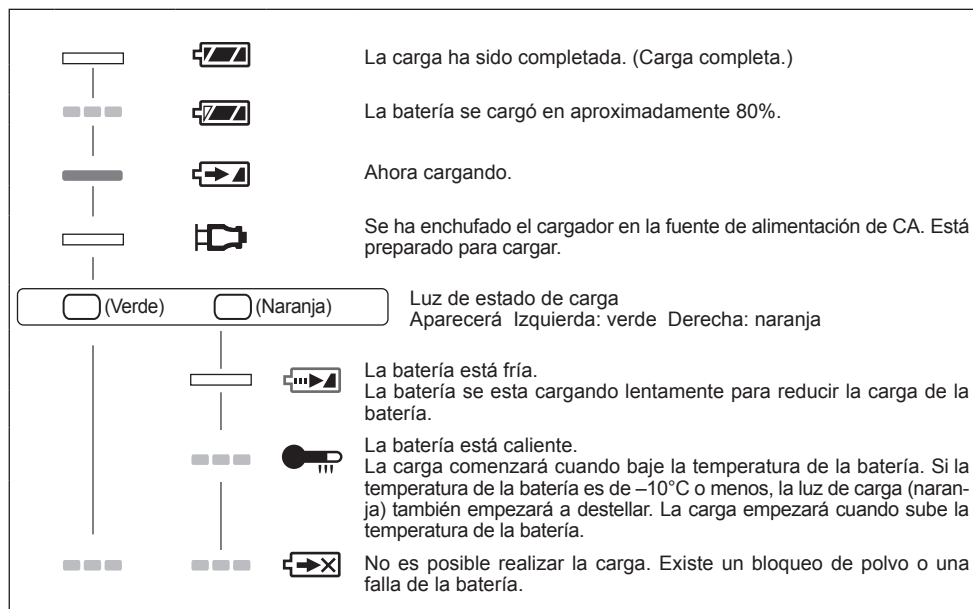 La carga ha sido completada. (Carga completa.)
La batería se cargó en aproximadamente 80%.
Ahora cargando.
Se ha enchufado el cargador en la fuente de alimentación de CA. Está
preparado para cargar.
(Verde) (Naranja)
Luz de estado de carga
Aparecerá Izquierda: verde Derecha: naranja
La batería está fría.
La batería se esta cargando lentamente para reducir la carga de la
batería.
La batería está caliente.
La carga comenzará cuando baje la temperatura de la batería. Si la
temperatura de la batería es de –10°C o menos, la luz de carga (naran-
ja) también empezará a destellar. La carga empezará cuando sube la
temperatura de la batería.
No es posible realizar la carga. Existe un bloqueo de polvo o una
falla de la batería.